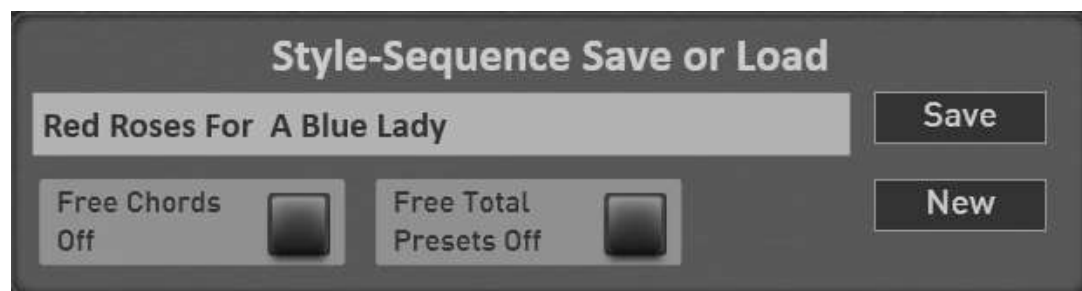 Style-Sequence Save or Load
Red Roses For  A Blue Lady
Save
Free Chords
Off
Free Total
Presets Off
New